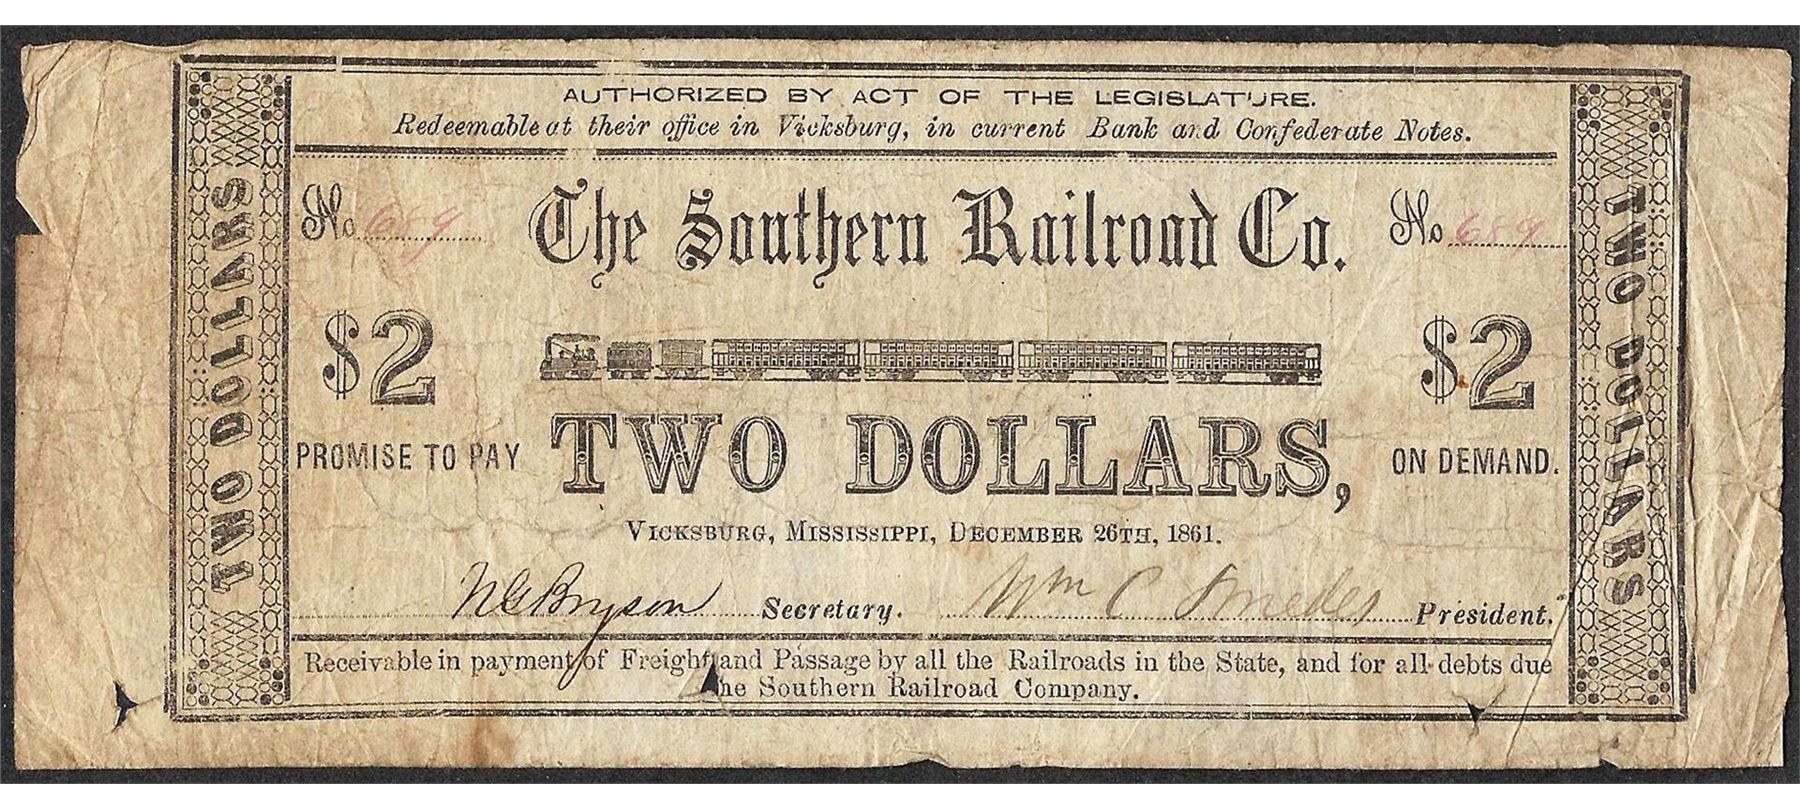 AUTHORIZED BY ACT OF THE LEGISLATURE.
Redeemable at their office in Vicksburg, in current Bank and Confederate Notes.
TWO DOLLARS
No 689
The Southern Railroad Co.
No 689
TWO DOLLARS
$2
$2
PROMISE TO PAY
TWO DOLLARS,
ON DEMAND.
VICKSBURG, MISSISSIPPI, DECEMBER 26TH, 1861.
N G Bryson Secretary.
Wm C Smedes President.
Receivable in payment of Freight and Passage by all the Railroads in the State, and for all debts due
the Southern Railroad Company.